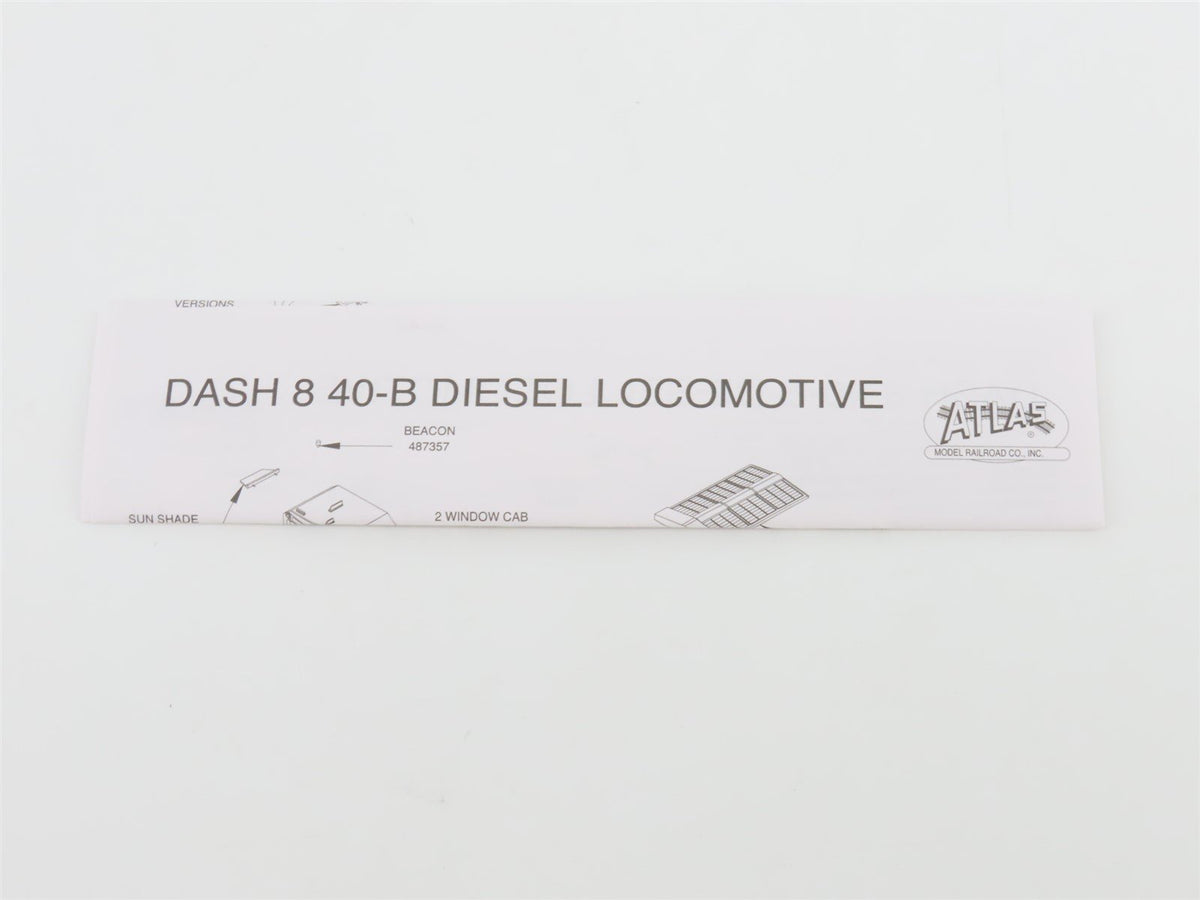 VERSIONS
DASH 8 40-B DIESEL LOCOMOTIVE
ATLAS
®
MODEL RAILROAD CO., INC.
BEACON
487357
SUN SHADE
2 WINDOW CAB